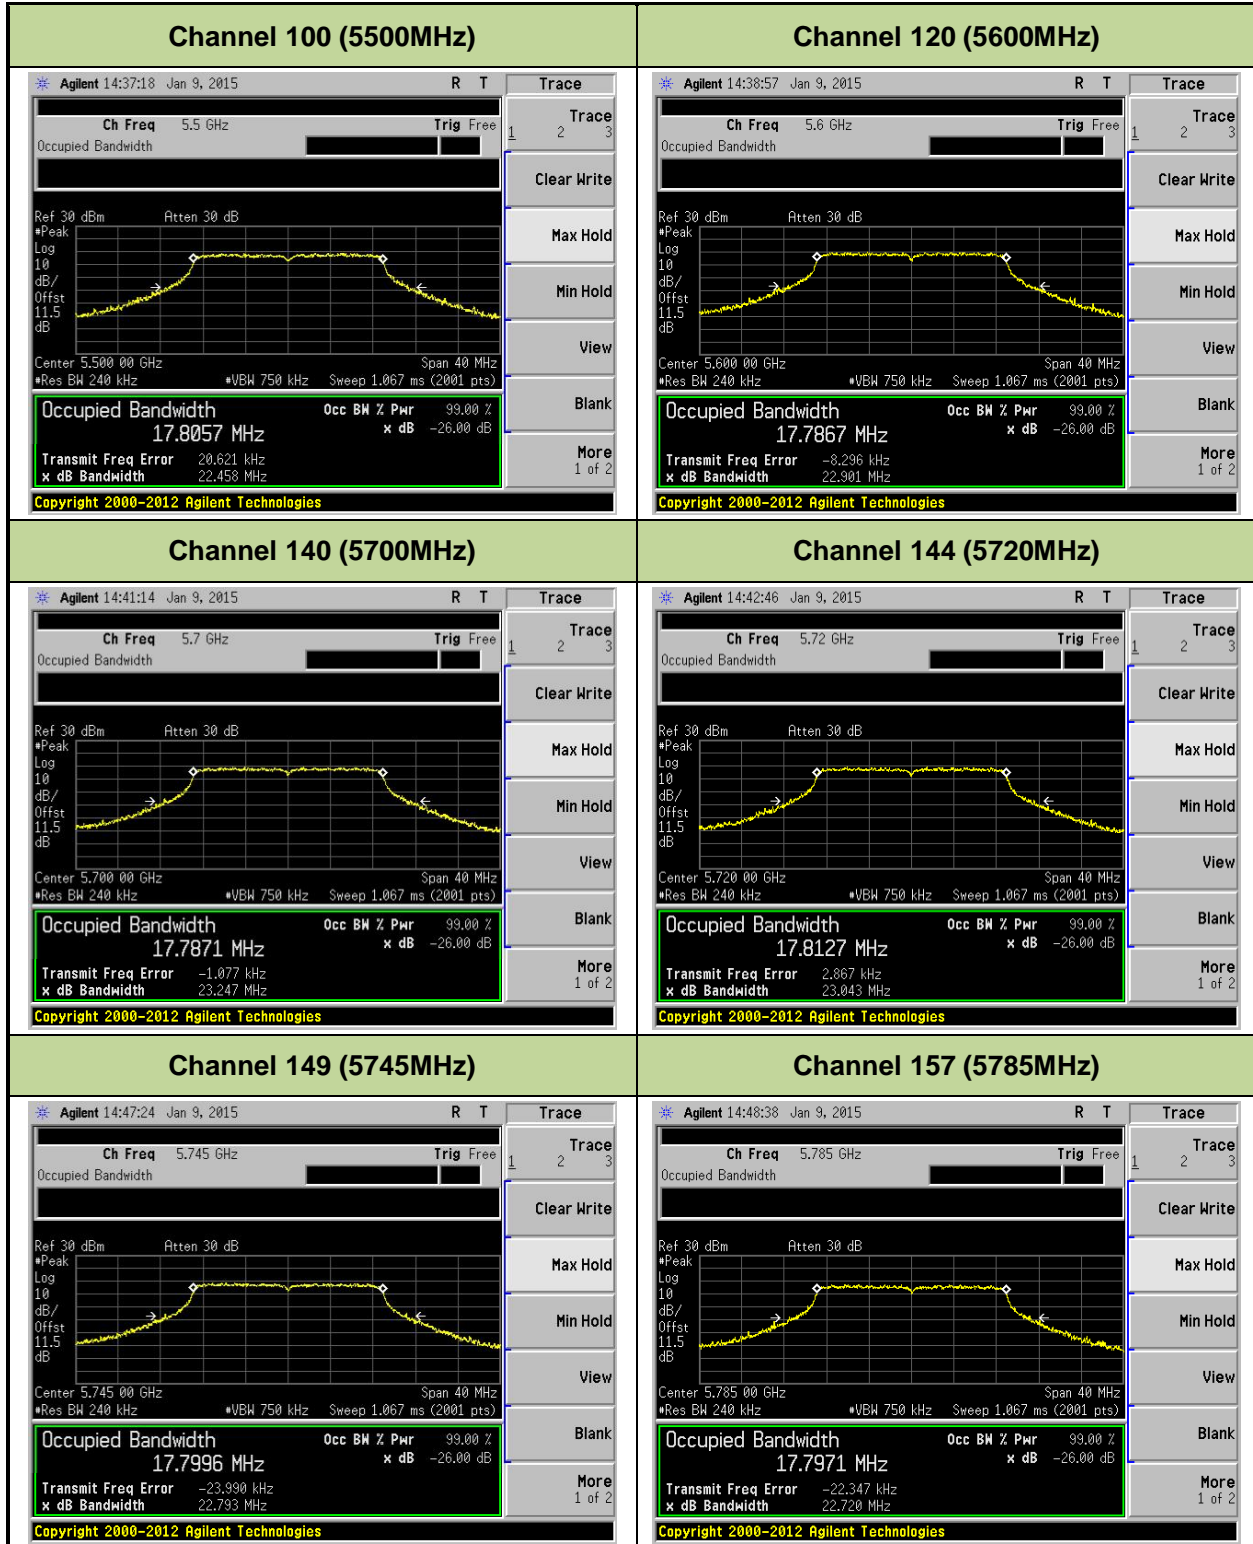 Channel 100 (5500MHz)
Agilent 14:37:18 Jan 9, 2015 R T Trace
Ch Freq 5.5 GHz Trig Free
Occupied Bandwidth
Trace
1 2 3
Clear Write
Ref 30 dBm Atten 30 dB
#Peak
Log
10
dB/
Offst
11.5
dB
Max Hold
Min Hold
View
Center 5.500 00 GHz Span 40 MHz
#Res BW 240 kHz #VBW 750 kHz Sweep 1.067 ms (2001 pts)
Occupied Bandwidth Occ BW % Pwr 99.00 %
17.8057 MHz x dB -26.00 dB
Transmit Freq Error 20.621 kHz
x dB Bandwidth 22.458 MHz
Blank
More
1 of 2
Copyright 2000-2012 Agilent Technologies
Channel 120 (5600MHz)
Agilent 14:38:57 Jan 9, 2015 R T Trace
Ch Freq 5.6 GHz Trig Free
Occupied Bandwidth
Trace
1 2 3
Clear Write
Ref 30 dBm Atten 30 dB
#Peak
Log
10
dB/
Offst
11.5
dB
Max Hold
Min Hold
View
Center 5.600 00 GHz Span 40 MHz
#Res BW 240 kHz #VBW 750 kHz Sweep 1.067 ms (2001 pts)
Occupied Bandwidth Occ BW % Pwr 99.00 %
17.7867 MHz x dB -26.00 dB
Transmit Freq Error -8.296 kHz
x dB Bandwidth 22.901 MHz
Blank
More
1 of 2
Copyright 2000-2012 Agilent Technologies
Channel 140 (5700MHz)
Agilent 14:41:14 Jan 9, 2015 R T Trace
Ch Freq 5.7 GHz Trig Free
Occupied Bandwidth
Trace
1 2 3
Clear Write
Ref 30 dBm Atten 30 dB
#Peak
Log
10
dB/
Offst
11.5
dB
Max Hold
Min Hold
View
Center 5.700 00 GHz Span 40 MHz
#Res BW 240 kHz #VBW 750 kHz Sweep 1.067 ms (2001 pts)
Occupied Bandwidth Occ BW % Pwr 99.00 %
17.7871 MHz x dB -26.00 dB
Transmit Freq Error -1.077 kHz
x dB Bandwidth 23.247 MHz
Blank
More
1 of 2
Copyright 2000-2012 Agilent Technologies
Channel 144 (5720MHz)
Agilent 14:42:46 Jan 9, 2015 R T Trace
Ch Freq 5.72 GHz Trig Free
Occupied Bandwidth
Trace
1 2 3
Clear Write
Ref 30 dBm Atten 30 dB
#Peak
Log
10
dB/
Offst
11.5
dB
Max Hold
Min Hold
View
Center 5.720 00 GHz Span 40 MHz
#Res BW 240 kHz #VBW 750 kHz Sweep 1.067 ms (2001 pts)
Occupied Bandwidth Occ BW % Pwr 99.00 %
17.8127 MHz x dB -26.00 dB
Transmit Freq Error 2.867 kHz
x dB Bandwidth 23.043 MHz
Blank
More
1 of 2
Copyright 2000-2012 Agilent Technologies
Channel 149 (5745MHz)
Agilent 14:47:24 Jan 9, 2015 R T Trace
Ch Freq 5.745 GHz Trig Free
Occupied Bandwidth
Trace
1 2 3
Clear Write
Ref 30 dBm Atten 30 dB
#Peak
Log
10
dB/
Offst
11.5
dB
Max Hold
Min Hold
View
Center 5.745 00 GHz Span 40 MHz
#Res BW 240 kHz #VBW 750 kHz Sweep 1.067 ms (2001 pts)
Occupied Bandwidth Occ BW % Pwr 99.00 %
17.7996 MHz x dB -26.00 dB
Transmit Freq Error -23.990 kHz
x dB Bandwidth 22.793 MHz
Blank
More
1 of 2
Copyright 2000-2012 Agilent Technologies
Channel 157 (5785MHz)
Agilent 14:48:38 Jan 9, 2015 R T Trace
Ch Freq 5.785 GHz Trig Free
Occupied Bandwidth
Trace
1 2 3
Clear Write
Ref 30 dBm Atten 30 dB
#Peak
Log
10
dB/
Offst
11.5
dB
Max Hold
Min Hold
View
Center 5.785 00 GHz Span 40 MHz
#Res BW 240 kHz #VBW 750 kHz Sweep 1.067 ms (2001 pts)
Occupied Bandwidth Occ BW % Pwr 99.00 %
17.7971 MHz x dB -26.00 dB
Transmit Freq Error -22.347 kHz
x dB Bandwidth 22.720 MHz
Blank
More
1 of 2
Copyright 2000-2012 Agilent Technologies